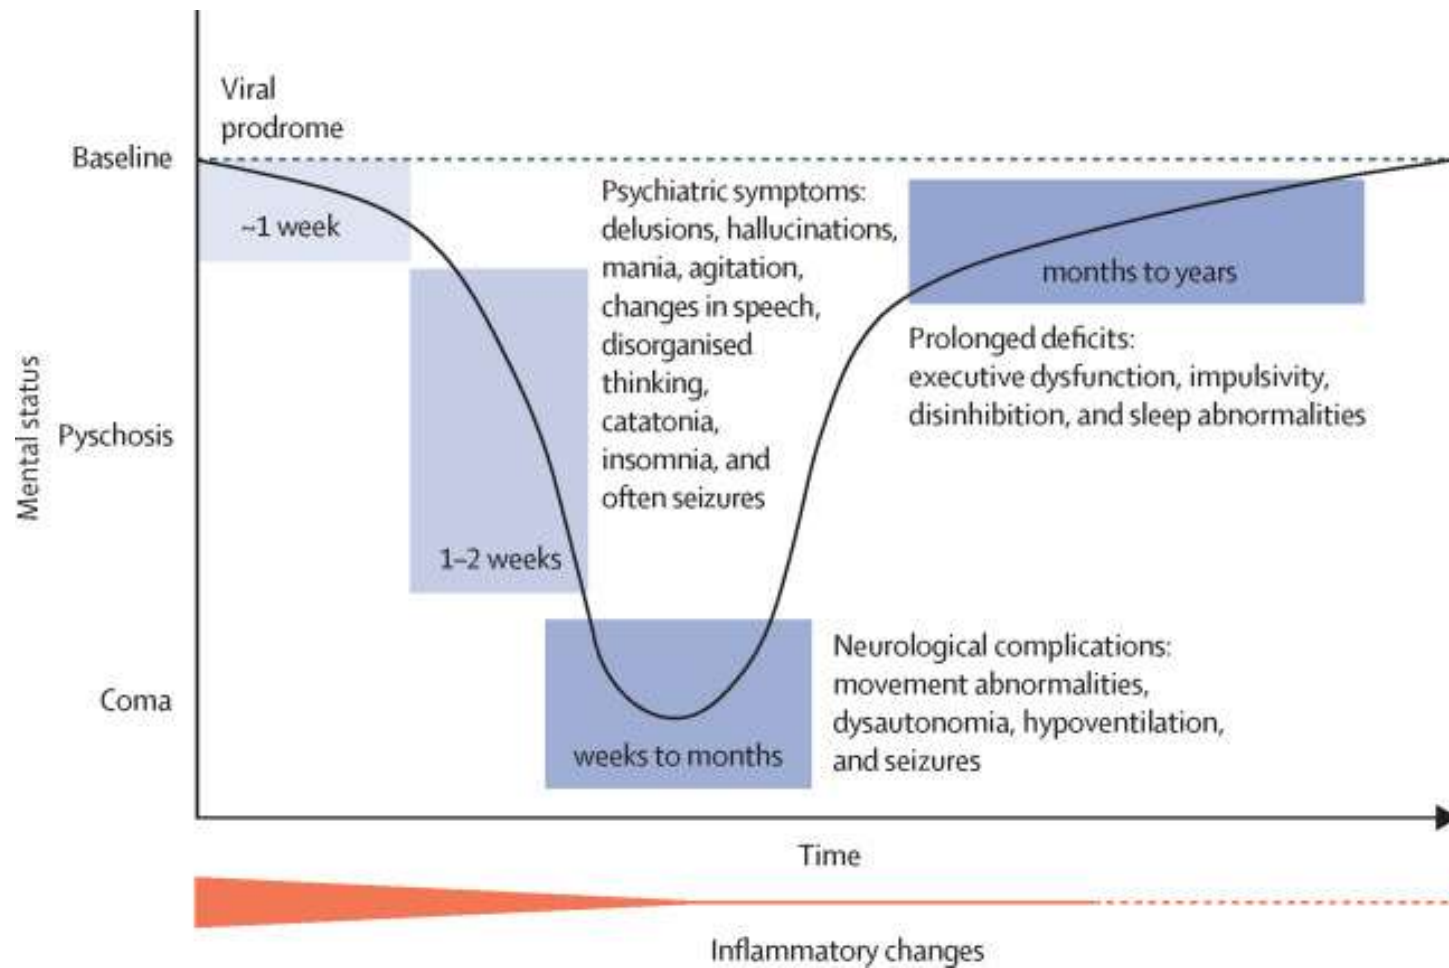 Viral
prodrome
Baseline
~1 week
Psychiatric symptoms:
delusions, hallucinations,
mania, agitation,
changes in speech,
disorganised
thinking,
catatonia,
insomnia, and
often seizures
months to years
Prolonged deficits:
executive dysfunction, impulsivity,
disinhibition, and sleep abnormalities
Mental status
Pyschosis
1–2 weeks
Coma
weeks to months
Neurological complications:
movement abnormalities,
dysautonomia, hypoventilation,
and seizures
Time
Inflammatory changes